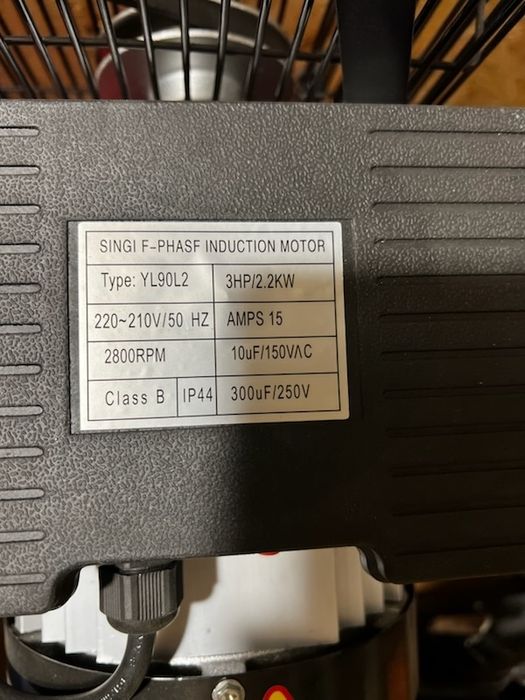 SINGI F-PHASF INDUCTION MOTOR
Type: YL90L2 3HP/2.2KW
220~210V/50 HZ AMPS 15
2800RPM 10uF/150VΛC
Class B IP44 300uF/250V